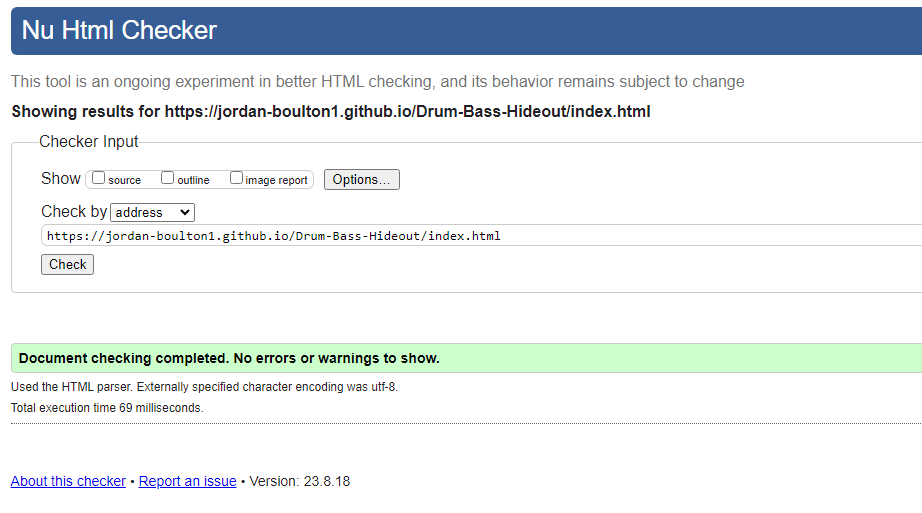 Nu Html Checker
This tool is an ongoing experiment in better HTML checking, and its behavior remains subject to change
Showing results for https://jordan-boulton1.github.io/Drum-Bass-Hideout/index.html
Checker Input
Show source outline image report Options...
Check by address
https://jordan-boulton1.github.io/Drum-Bass-Hideout/index.html
Check
Document checking completed. No errors or warnings to show.
Used the HTML parser. Externally specified character encoding was utf-8.
Total execution time 69 milliseconds.
About this checker • Report an issue • Version: 23.8.18